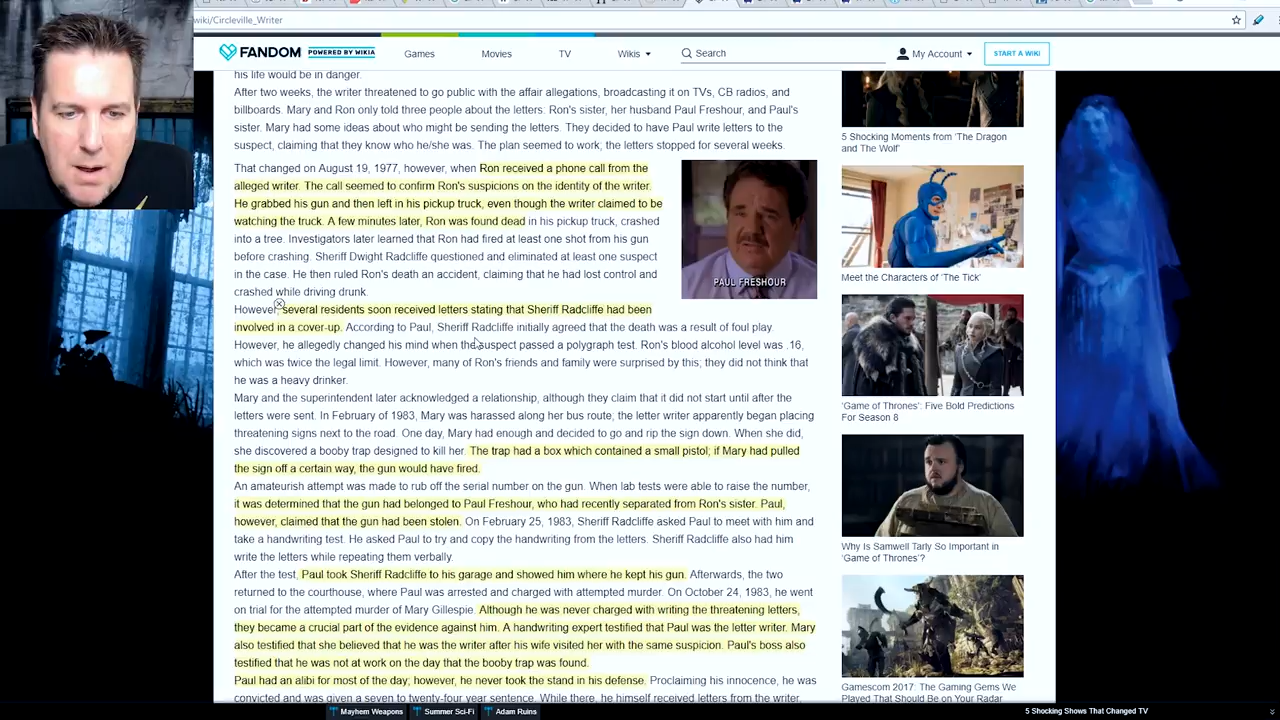 wiki/Circleville_Writer
FANDOM POWERED BY WIKIA Games Movies TV Wikis Search My Account START A WIKI
his life would be in danger.
After two weeks, the writer threatened to go public with the affair allegations, broadcasting it on TVs, CB radios, and
billboards. Mary and Ron only told three people about the letters: Ron's sister, her husband Paul Freshour, and Paul's
sister. Mary had some ideas about who might be sending the letters. They decided to have Paul write letters to the
suspect, claiming that they know who he/she was. The plan seemed to work; the letters stopped for several weeks.
That changed on August 19, 1977, however, when Ron received a phone call from the
alleged writer. The call seemed to confirm Ron's suspicions on the identity of the writer.
He grabbed his gun and then left in his pickup truck, even though the writer claimed to be
watching the truck. A few minutes later, Ron was found dead in his pickup truck, crashed
into a tree. Investigators later learned that Ron had fired at least one shot from his gun
before crashing. Sheriff Dwight Radcliffe questioned and eliminated at least one suspect
in the case. He then ruled Ron's death an accident, claiming that he had lost control and
crashed while driving drunk.
PAUL FRESHOUR
However, several residents soon received letters stating that Sheriff Radcliffe had been
involved in a cover-up. According to Paul, Sheriff Radcliffe initially agreed that the death was a result of foul play.
However, he allegedly changed his mind when the suspect passed a polygraph test. Ron's blood alcohol level was .16,
which was twice the legal limit. However, many of Ron's friends and family were surprised by this; they did not think that
he was a heavy drinker.
Mary and the superintendent later acknowledged a relationship, although they claim that it did not start until after the
letters were sent. In February of 1983, Mary was harassed along her bus route; the letter writer apparently began placing
threatening signs next to the road. One day, Mary had enough and decided to go and rip the sign down. When she did,
she discovered a booby trap designed to kill her. The trap had a box which contained a small pistol; if Mary had pulled
the sign off a certain way, the gun would have fired.
An amateurish attempt was made to rub off the serial number on the gun. When lab tests were able to raise the number,
it was determined that the gun had belonged to Paul Freshour, who had recently separated from Ron's sister. Paul,
however, claimed that the gun had been stolen. On February 25, 1983, Sheriff Radcliffe asked Paul to meet with him and
take a handwriting test. He asked Paul to try and copy the handwriting from the letters. Sheriff Radcliffe also had him
write the letters while repeating them verbally.
After the test, Paul took Sheriff Radcliffe to his garage and showed him where he kept his gun. Afterwards, the two
returned to the courthouse, where Paul was arrested and charged with attempted murder. On October 24, 1983, he went
on trial for the attempted murder of Mary Gillespie. Although he was never charged with writing the threatening letters,
they became a crucial part of the evidence against him. A handwriting expert testified that Paul was the letter writer. Mary
also testified that she believed that he was the writer after his wife visited her with the same suspicion. Paul's boss also
testified that he was not at work on the day that the booby trap was found.
Paul had an alibi for most of the day; however, he never took the stand in his defense. Proclaiming his innocence, he was
convicted and was given a seven to twenty-four year sentence. While there, he himself received letters from the writer,
5 Shocking Moments from 'The Dragon
and The Wolf'
Meet the Characters of 'The Tick'
'Game of Thrones': Five Bold Predictions
For Season 8
Why Is Samwell Tarly So Important in
'Game of Thrones'?
Gamescom 2017: The Gaming Gems We
Played That Should Be on Your Radar
Mayhem Weapons Summer Sci-Fi Adam Ruins 5 Shocking Shows That Changed TV